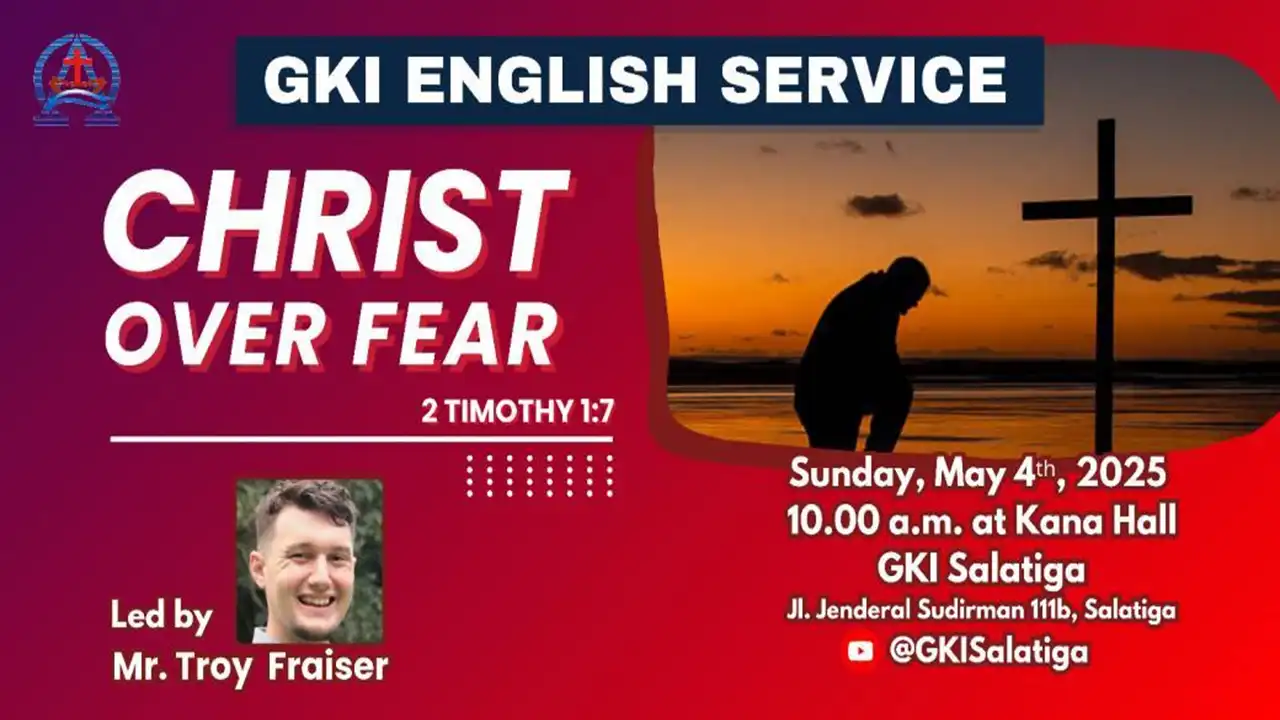 GKI ENGLISH SERVICE
CHRIST
OVER FEAR
2 TIMOTHY 1:7
Led by
Mr. Troy Fraiser
Sunday, May 4th, 2025
10.00 a.m. at Kana Hall
GKI Salatiga
Jl. Jenderal Sudirman 111b, Salatiga
@GKISalatiga